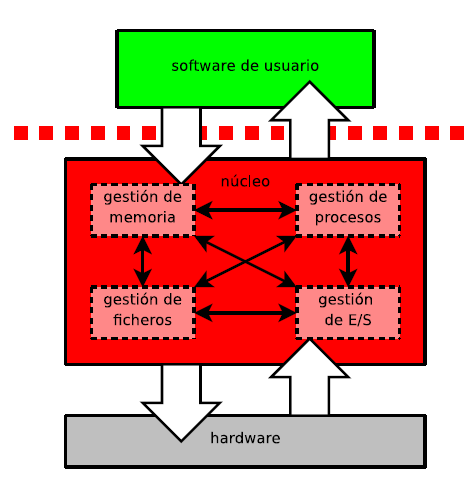 software de usuario
núcleo
gestión de
memoria
gestión de
procesos
gestión de
ficheros
gestión
de E/S
hardware